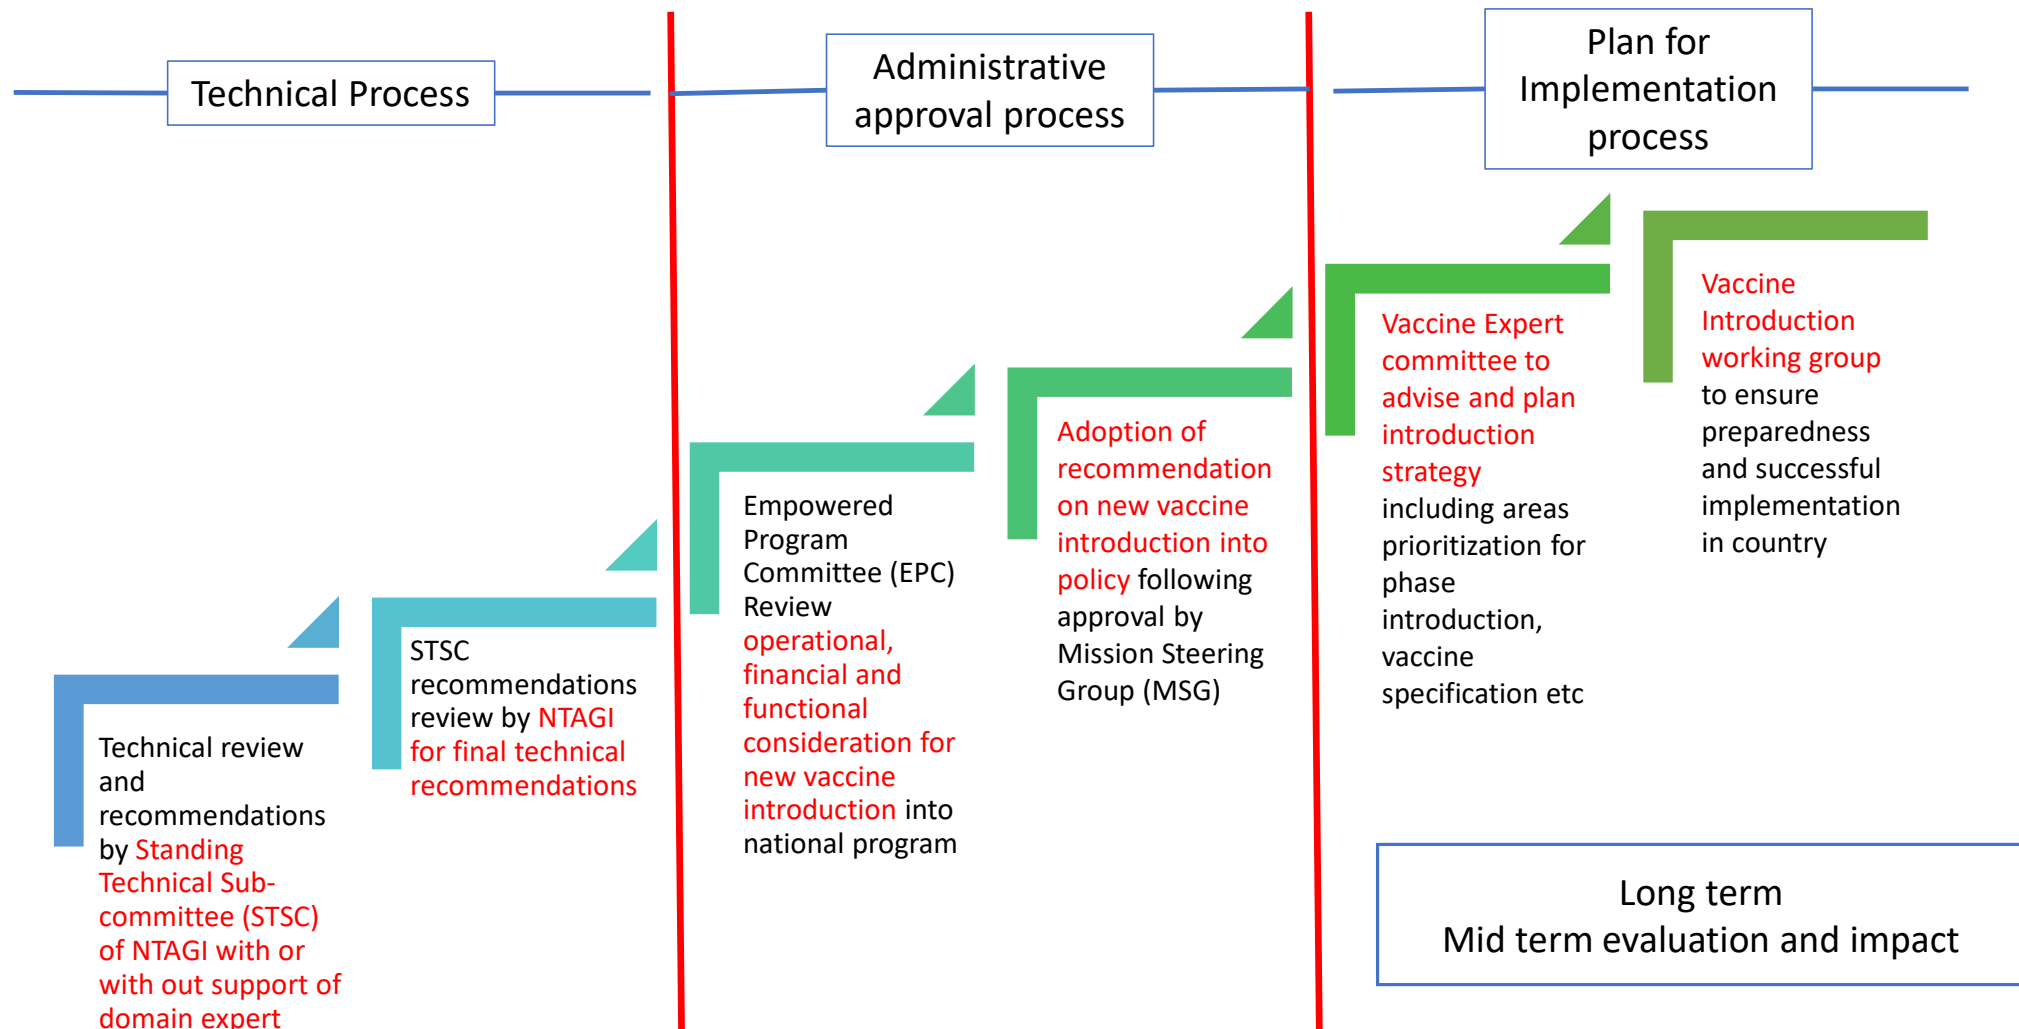 Technical Process
Administrative
approval process
Plan for
Implementation
process
Technical review
and
recommendations
by Standing
Technical Sub-
committee (STSC)
of NTAGI with or
with out support of
domain expert
STSC
recommendations
review by NTAGI
for final technical
recommendations
Empowered
Program
Committee (EPC)
Review
operational,
financial and
functional
consideration for
new vaccine
introduction into
national program
Adoption of
recommendation
on new vaccine
introduction into
policy following
approval by
Mission Steering
Group (MSG)
Vaccine Expert
committee to
advise and plan
introduction
strategy
including areas
prioritization for
phase
introduction,
vaccine
specification etc
Vaccine
Introduction
working group
to ensure
preparedness
and successful
implementation
in country
Long term
Mid term evaluation and impact